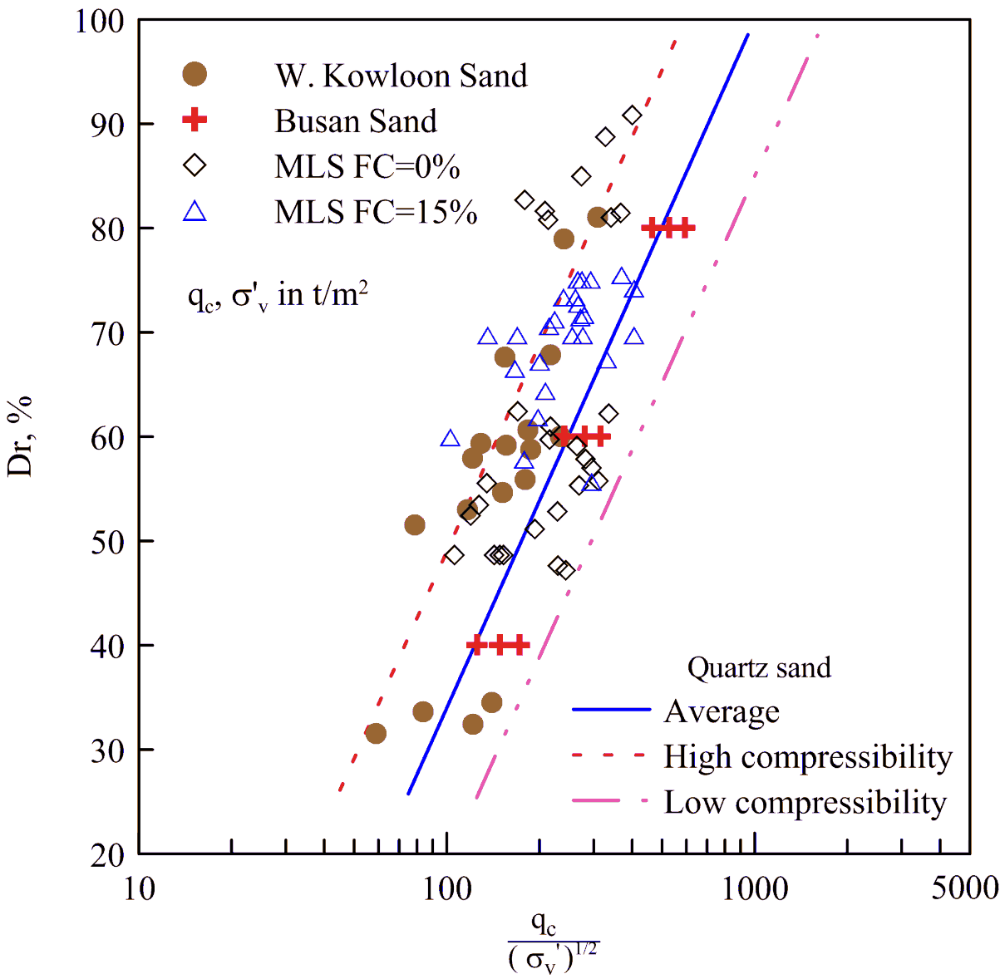 100
90
80
70
60
50
40
30
20
Dr, %
W. Kowloon Sand
Busan Sand
MLS FC=0%
MLS FC=15%
qc, σ'v in t/m²
Quartz sand
Average
High compressibility
Low compressibility
10
100
1000
5000
qc
(σv')1/2